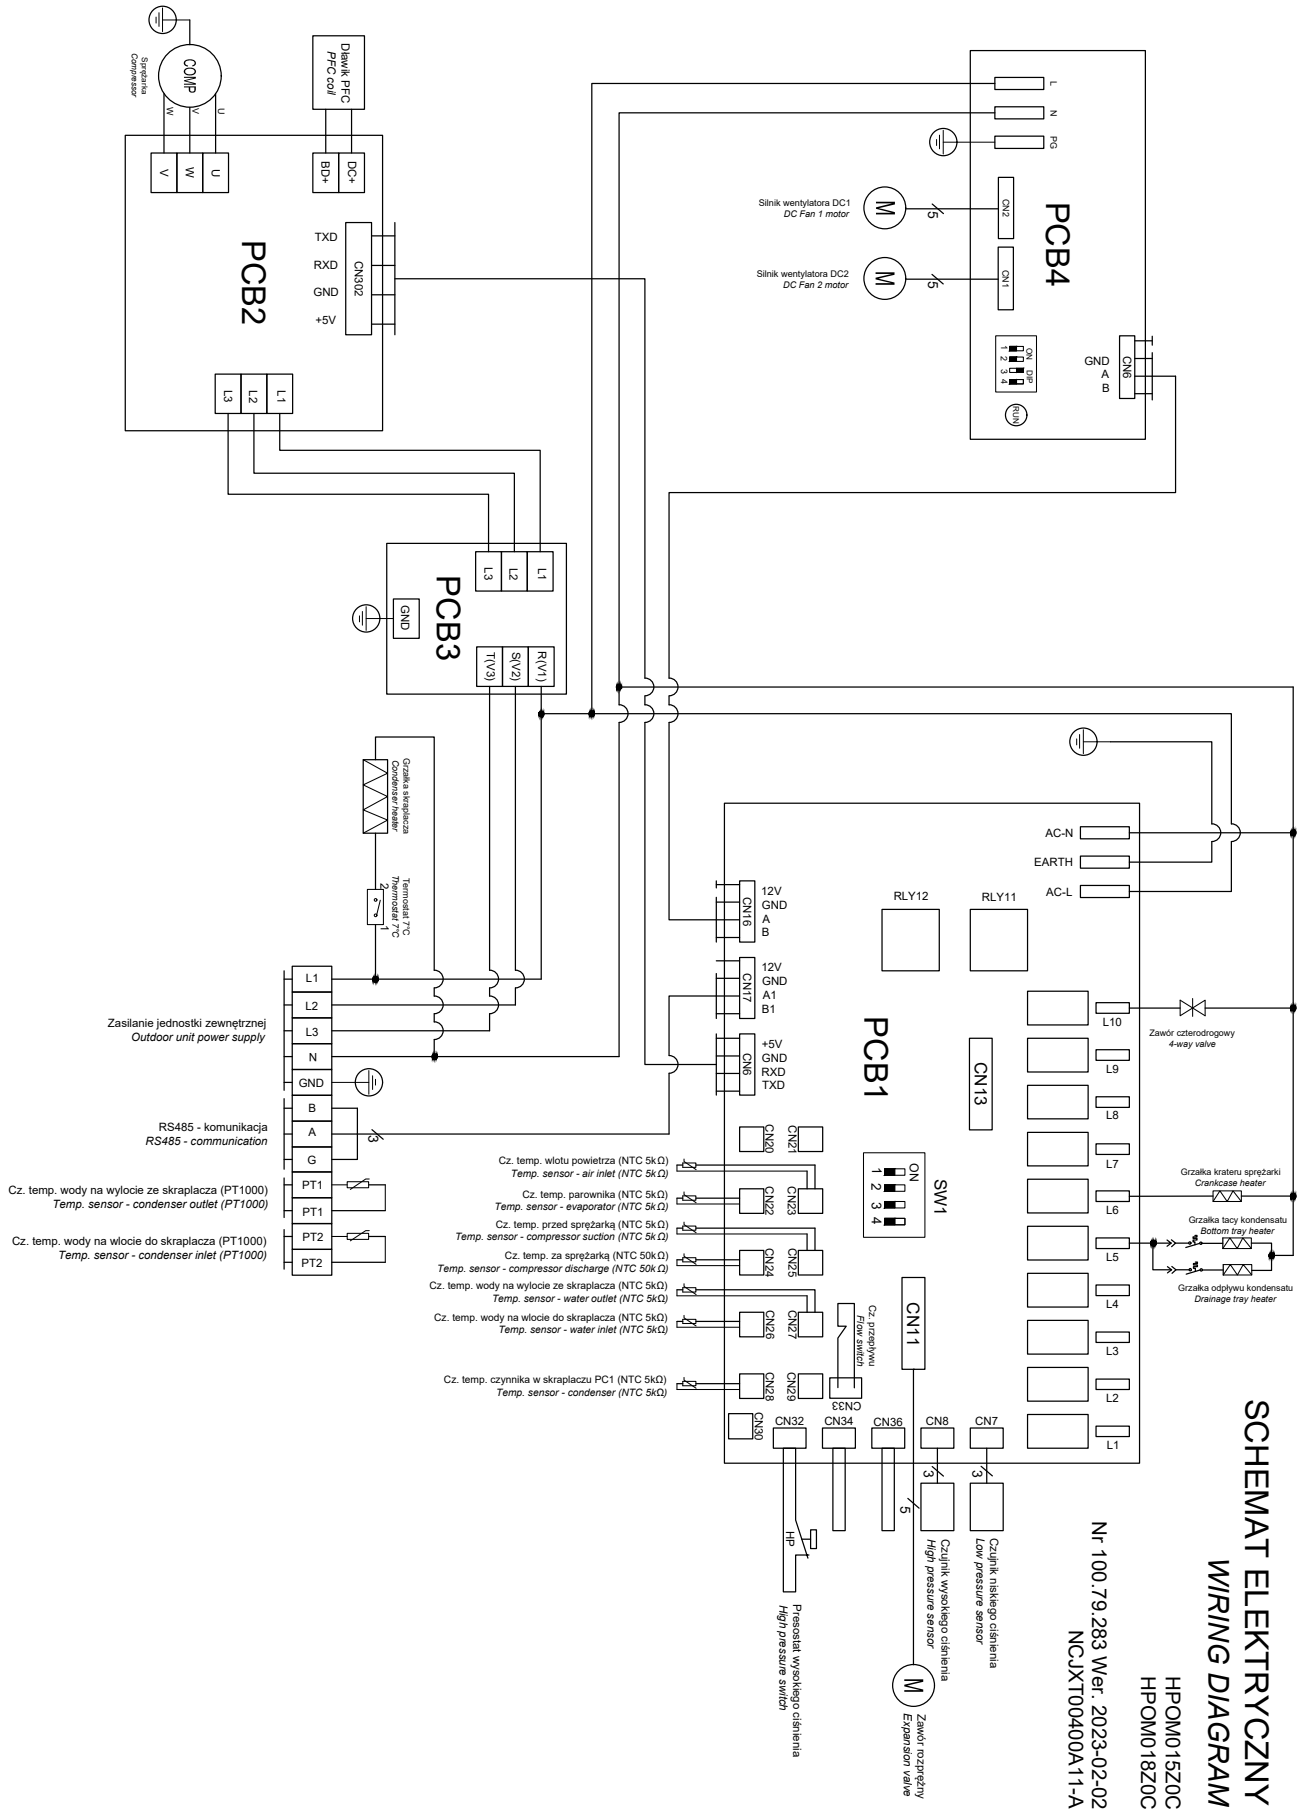 SCHEMAT ELEKTRYCZNY
WIRING DIAGRAM
HPOM015Z0C
HPOM018Z0C
Nr 100.79.283 Wer. 2023-02-02
NCJXT00400A11-A
COMP
Sprężarka
Compressor
W
V
U
Dławik PFC
PFC coil
BD+
DC+
V
W
U
PCB2
TXD
RXD
GND
+5V
CN302
L3
L2
L1
L
N
PG
PCB4
Silnik wentylatora DC1
DC Fan 1 motor
M
5
CN2
Silnik wentylatora DC2
DC Fan 2 motor
M
5
CN1
ON
DIP
1
2
3
4
RUN
GND
A
B
CN6
L3
L2
L1
PCB3
GND
T(V3)
S(V2)
R(V1)
Grzałka skraplacza
Condenser heater
Termostat 7°C
Thermostat 7°C
2
1
Zasilanie jednostki zewnętrznej
Outdoor unit power supply
L1
L2
L3
N
GND
RS485 - komunikacja
RS485 - communication
B
A
G
3
Cz. temp. wody na wylocie ze skraplacza (PT1000)
Temp. sensor - condenser outlet (PT1000)
PT1
PT1
Cz. temp. wody na wlocie do skraplacza (PT1000)
Temp. sensor - condenser inlet (PT1000)
PT2
PT2
AC-N
EARTH
AC-L
RLY12
RLY11
CN16
12V
GND
A
B
CN17
12V
GND
A1
B1
CN6
+5V
GND
RXD
TXD
PCB1
CN13
SW1
ON
1
2
3
4
CN11
L10
L9
L8
L7
L6
L5
L4
L3
L2
L1
Zawór czterodrogowy
4-way valve
Grzałka krateru sprężarki
Crankcase heater
Grzałka tacy kondensatu
Bottom tray heater
Grzałka odpływu kondensatu
Drainage tray heater
CN20
CN21
Cz. temp. wlotu powietrza (NTC 5kΩ)
Temp. sensor - air inlet (NTC 5kΩ)
Cz. temp. parownika (NTC 5kΩ)
Temp. sensor - evaporator (NTC 5kΩ)
CN22
CN23
Cz. temp. przed sprężarką (NTC 5kΩ)
Temp. sensor - compressor suction (NTC 5kΩ)
Cz. temp. za sprężarką (NTC 50kΩ)
Temp. sensor - compressor discharge (NTC 50kΩ)
CN24
CN25
Cz. temp. wody na wylocie ze skraplacza (NTC 5kΩ)
Temp. sensor - water outlet (NTC 5kΩ)
Cz. temp. wody na wlocie do skraplacza (NTC 5kΩ)
Temp. sensor - water inlet (NTC 5kΩ)
CN26
CN27
Cz. temp. czynnika w skraplaczu PC1 (NTC 5kΩ)
Temp. sensor - condenser (NTC 5kΩ)
CN28
CN29
CN30
Cz. przepływu
Flow switch
CN33
CN32
CN34
CN36
CN8
CN7
3
3
5
HP
Presostat wysokiego ciśnienia
High pressure switch
Czujnik wysokiego ciśnienia
High pressure sensor
Czujnik niskiego ciśnienia
Low pressure sensor
M
Zawór rozprężny
Expansion valve